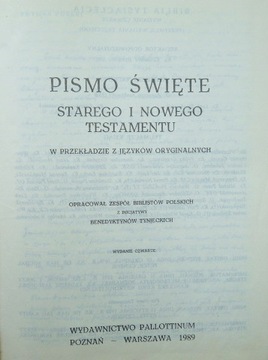 PISMO ŚWIĘTE
STAREGO I NOWEGO
TESTAMENTU
W PRZEKŁADZIE Z JĘZYKÓW ORYGINALNYCH
OPRACOWAŁ ZESPÓŁ BIBLISTÓW POLSKICH
Z INICJATYWY
BENEDYKTYNÓW TYNIECKICH
WYDANIE CZWARTE
WYDAWNICTWO PALLOTTINUM
POZNAŃ – WARSZAWA 1989